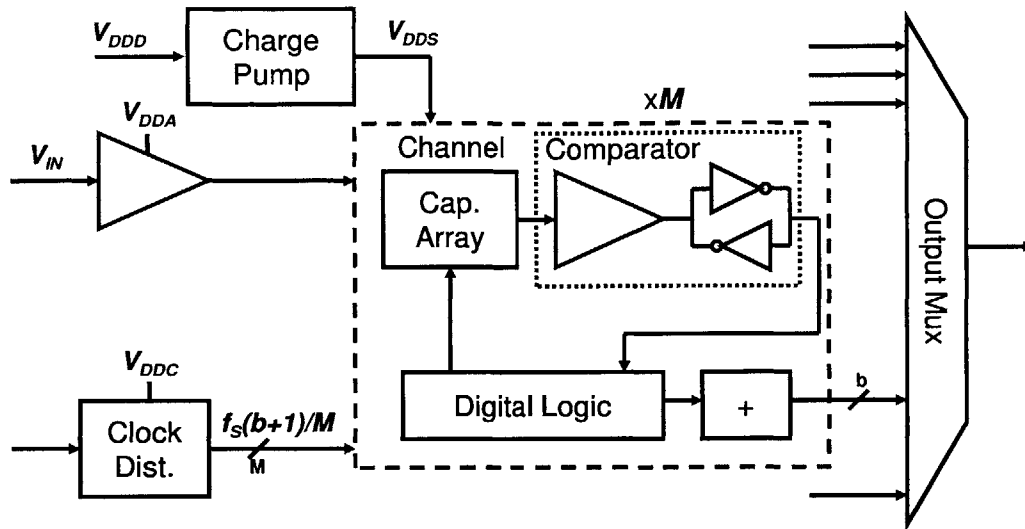 V_DDD
Charge
Pump
V_DDS
V_DDA
V_IN
xM
Channel
Comparator
Cap.
Array
Output Mux
V_DDC
Clock
Dist.
f_S(b+1)/M
M
Digital Logic
+
b